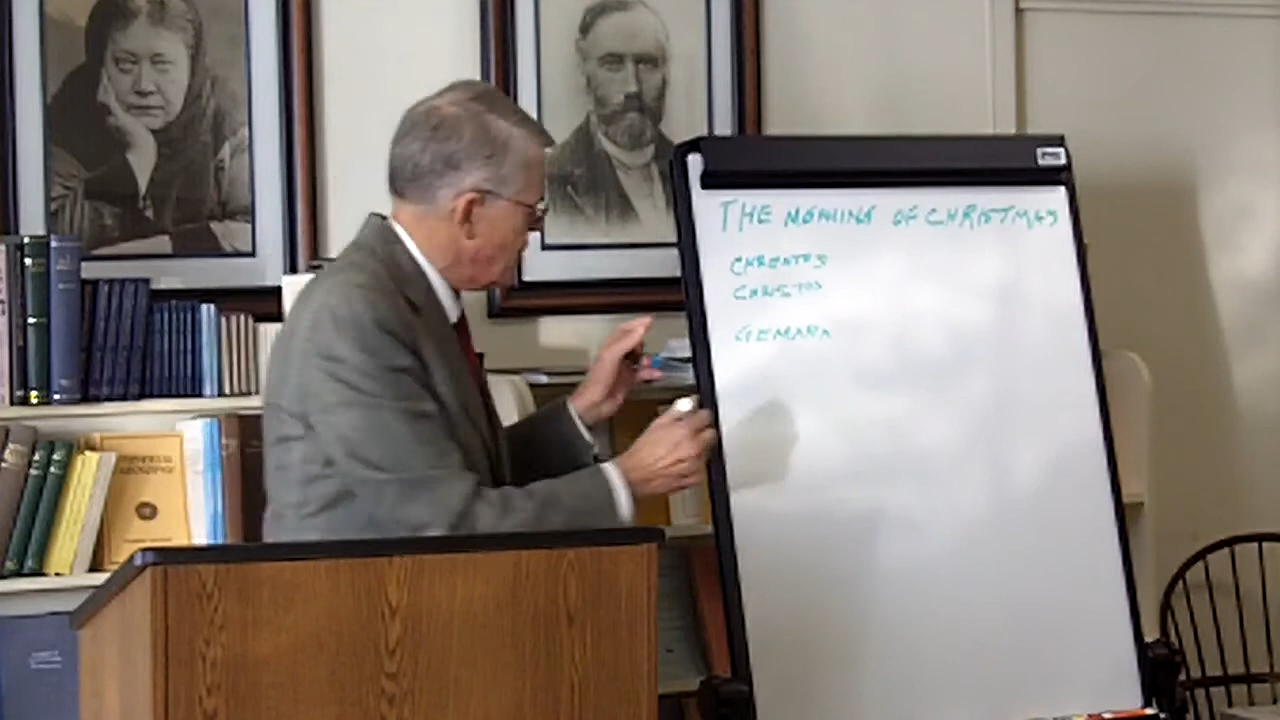 THE MEANING OF CHRISTMAS
CHRESTOS
CHRISTOS
GEMARA